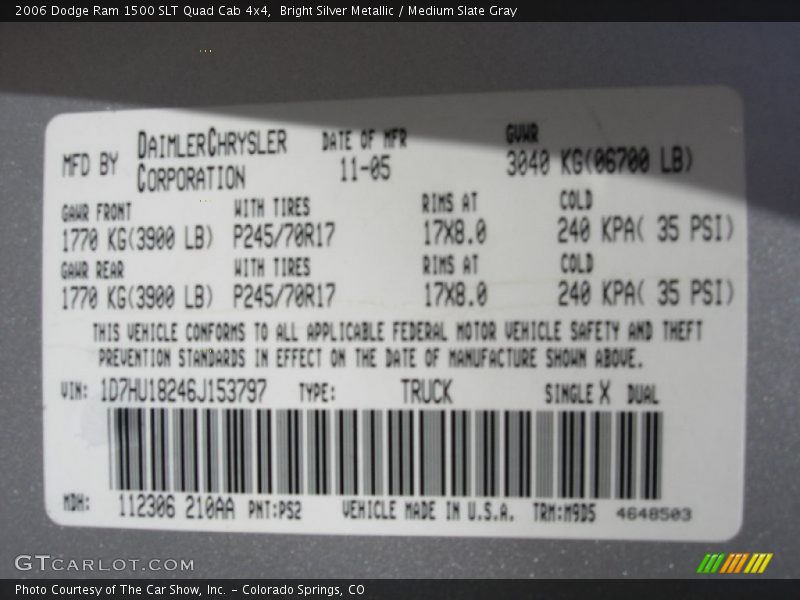 2006 Dodge Ram 1500 SLT Quad Cab 4x4,  Bright Silver Metallic / Medium Slate Gray
MFD BY DAIMLERCHRYSLER CORPORATION DATE OF MFR 11-05 GVWR 3040 KG(06700 LB)
GAWR FRONT WITH TIRES RIMS AT COLD
1770 KG(3900 LB) P245/70R17 17X8.0 240 KPA( 35 PSI)
GAWR REAR WITH TIRES RIMS AT COLD
1770 KG(3900 LB) P245/70R17 17X8.0 240 KPA( 35 PSI)
THIS VEHICLE CONFORMS TO ALL APPLICABLE FEDERAL MOTOR VEHICLE SAFETY AND THEFT
PREVENTION STANDARDS IN EFFECT ON THE DATE OF MANUFACTURE SHOWN ABOVE.
VIN: 1D7HU18246J153797 TYPE: TRUCK SINGLE X DUAL
MDH: 112306 210AA PNT:PS2 VEHICLE MADE IN U.S.A. TRM:M9D5 4648503
GTCARLOT.COM
Photo Courtesy of The Car Show, Inc. – Colorado Springs, CO